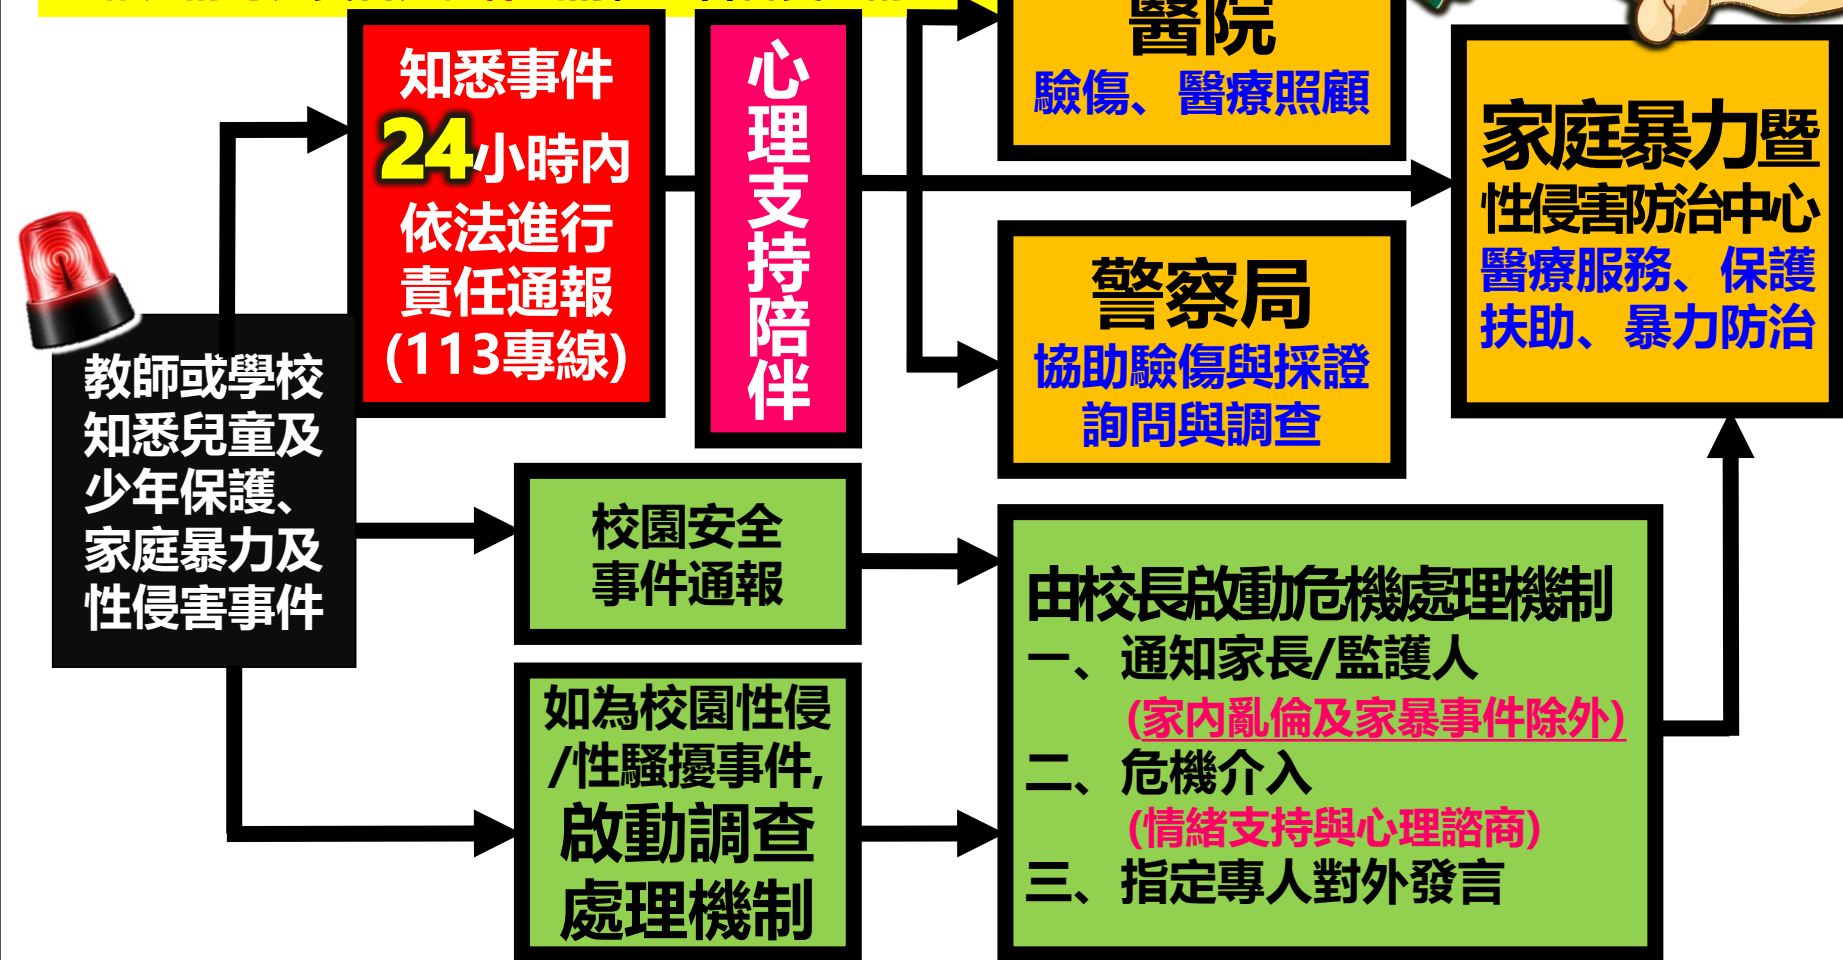 知悉事件
24小時內
依法進行
責任通報
(113專線)
心理支持陪伴
醫院
驗傷、醫療照顧
警察局
協助驗傷與採證
詢問與調查
家庭暴力暨
性侵害防治中心
醫療服務、保護
扶助、暴力防治
教師或學校
知悉兒童及
少年保護、
家庭暴力及
性侵害事件
校園安全
事件通報
如為校園性侵
/性騷擾事件,
啟動調查
處理機制
由校長啟動危機處理機制
一、通知家長/監護人
(家內亂倫及家暴事件除外)
二、危機介入
(情緒支持與心理諮商)
三、指定專人對外發言